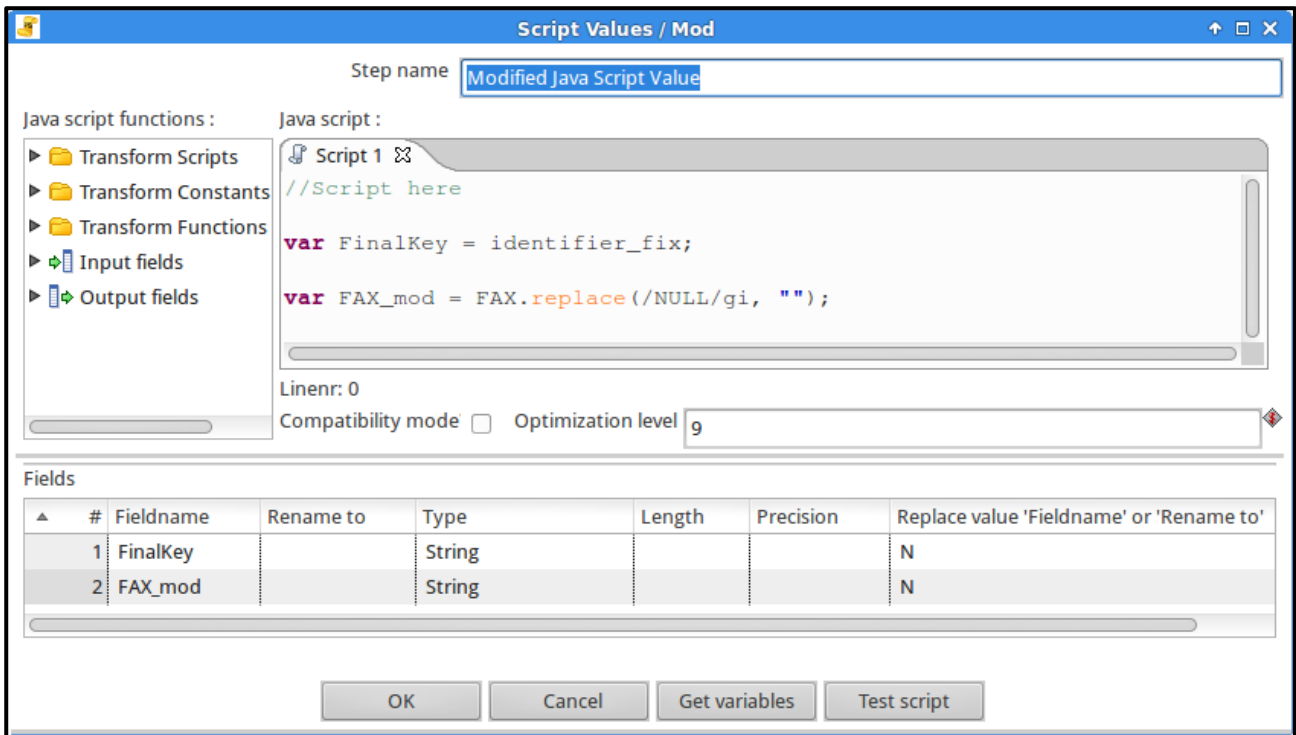 Script Values / Mod
Step name Modified Java Script Value
Java script functions : Java script :
Transform Scripts
Transform Constants
Transform Functions
Input fields
Output fields
Script 1
//Script here
var FinalKey = identifier_fix;
var FAX_mod = FAX.replace(/NULL/gi, "");
Linenr: 0
Compatibility mode Optimization level 9
Fields
# Fieldname Rename to Type Length Precision Replace value 'Fieldname' or 'Rename to'
1 FinalKey String N
2 FAX_mod String N
OK Cancel Get variables Test script